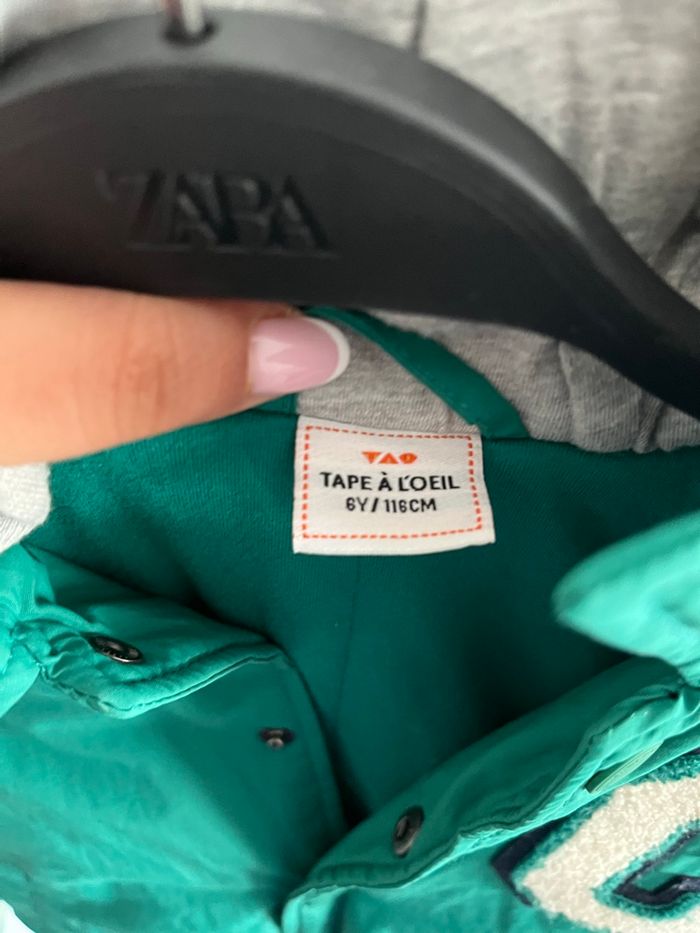 ZARA
TAO
TAPE À L'OEIL
6Y/116CM